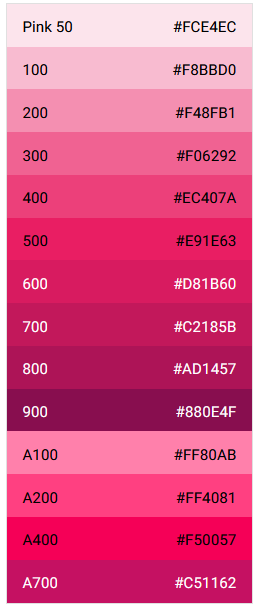 Pink 50 #FCE4EC
100 #F8BBD0
200 #F48FB1
300 #F06292
400 #EC407A
500 #E91E63
600 #D81B60
700 #C2185B
800 #AD1457
900 #880E4F
A100 #FF80AB
A200 #FF4081
A400 #F50057
A700 #C51162